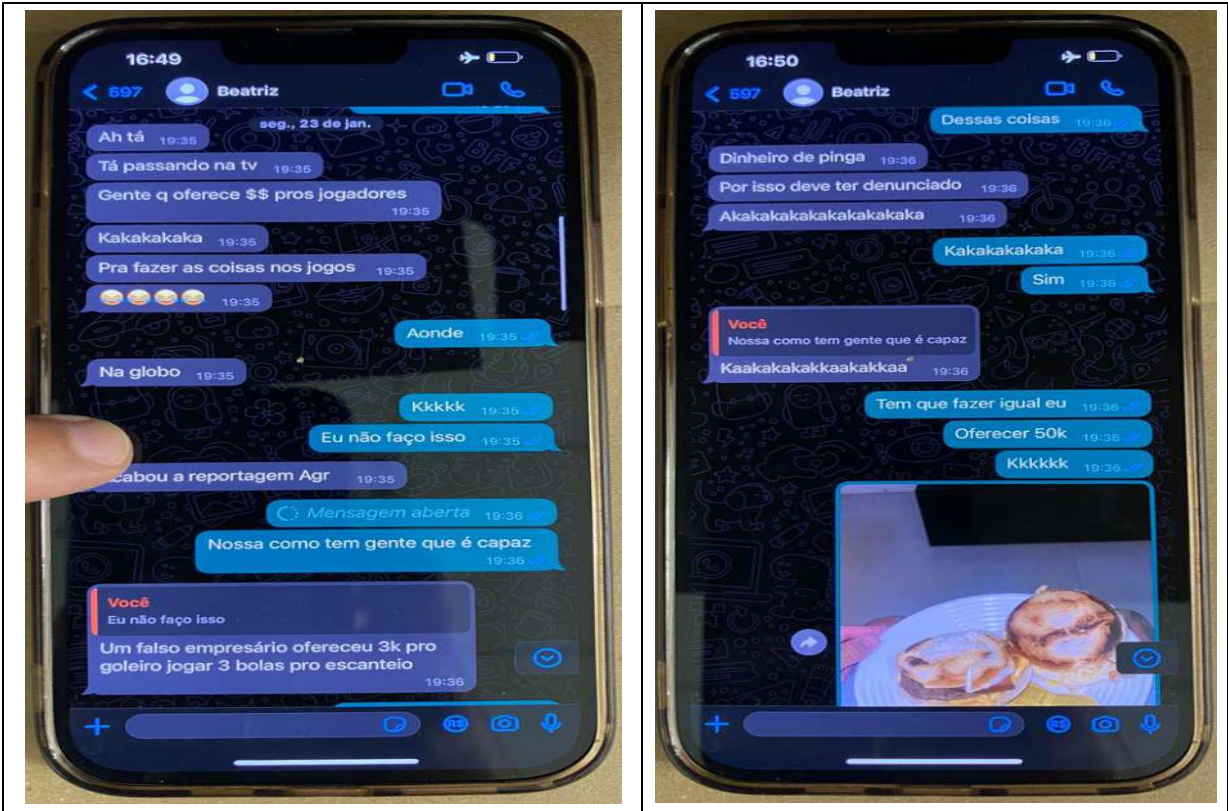 16:49
< 597 Beatriz
seg., 23 de jan.
Ah tá 19:35
Tá passando na tv 19:35
Gente q oferece $$ pros jogadores
19:35
Kakakakaka 19:35
Pra fazer as coisas nos jogos 19:35
😂😂😂😂 19:35
Aonde 19:35
Na globo 19:35
Kkkkk 19:35
Eu não faço isso 19:35
cabou a reportagem Agr 19:35
Mensagem aberta 19:36
Nossa como tem gente que é capaz
19:36
Você
Eu não faço isso
Um falso empresário ofereceu 3k pro
goleiro jogar 3 bolas pro escanteio
19:36
R$
16:50
< 597 Beatriz
Dessas coisas 19:36
Dinheiro de pinga 19:36
Por isso deve ter denunciado 19:36
Akakakakakakakakakaka 19:36
Kakakakakaka 19:36
Sim 19:36
Você
Nossa como tem gente que é capaz
Kaakakakakkaakakkaa 19:36
Tem que fazer igual eu 19:36
Oferecer 50k 19:36
Kkkkkk 19:36
R$